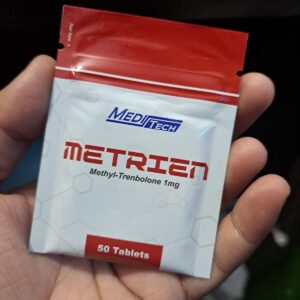 MEDITECH
METRIEN
Methyl-Trenbolone 1mg
50 Tablets